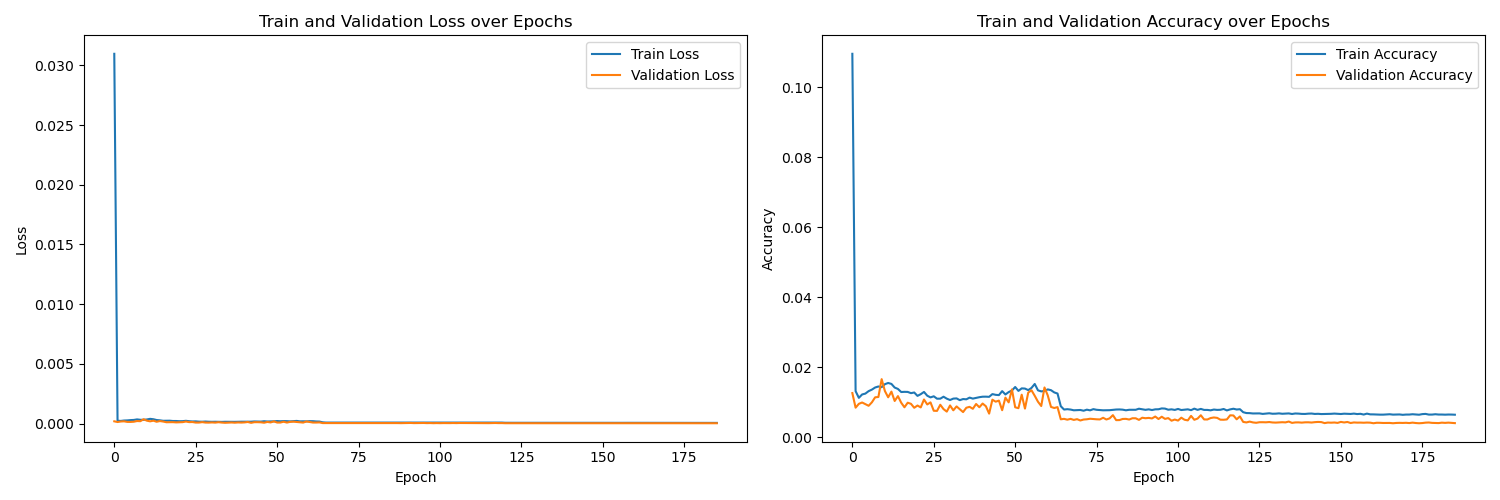 Train and Validation Loss over Epochs
Train Loss
Validation Loss
0.030
0.025
0.020
0.015
0.010
0.005
0.000
Loss
0 25 50 75 100 125 150 175
Epoch
Train and Validation Accuracy over Epochs
Train Accuracy
Validation Accuracy
0.10
0.08
0.06
0.04
0.02
0.00
Accuracy
0 25 50 75 100 125 150 175
Epoch